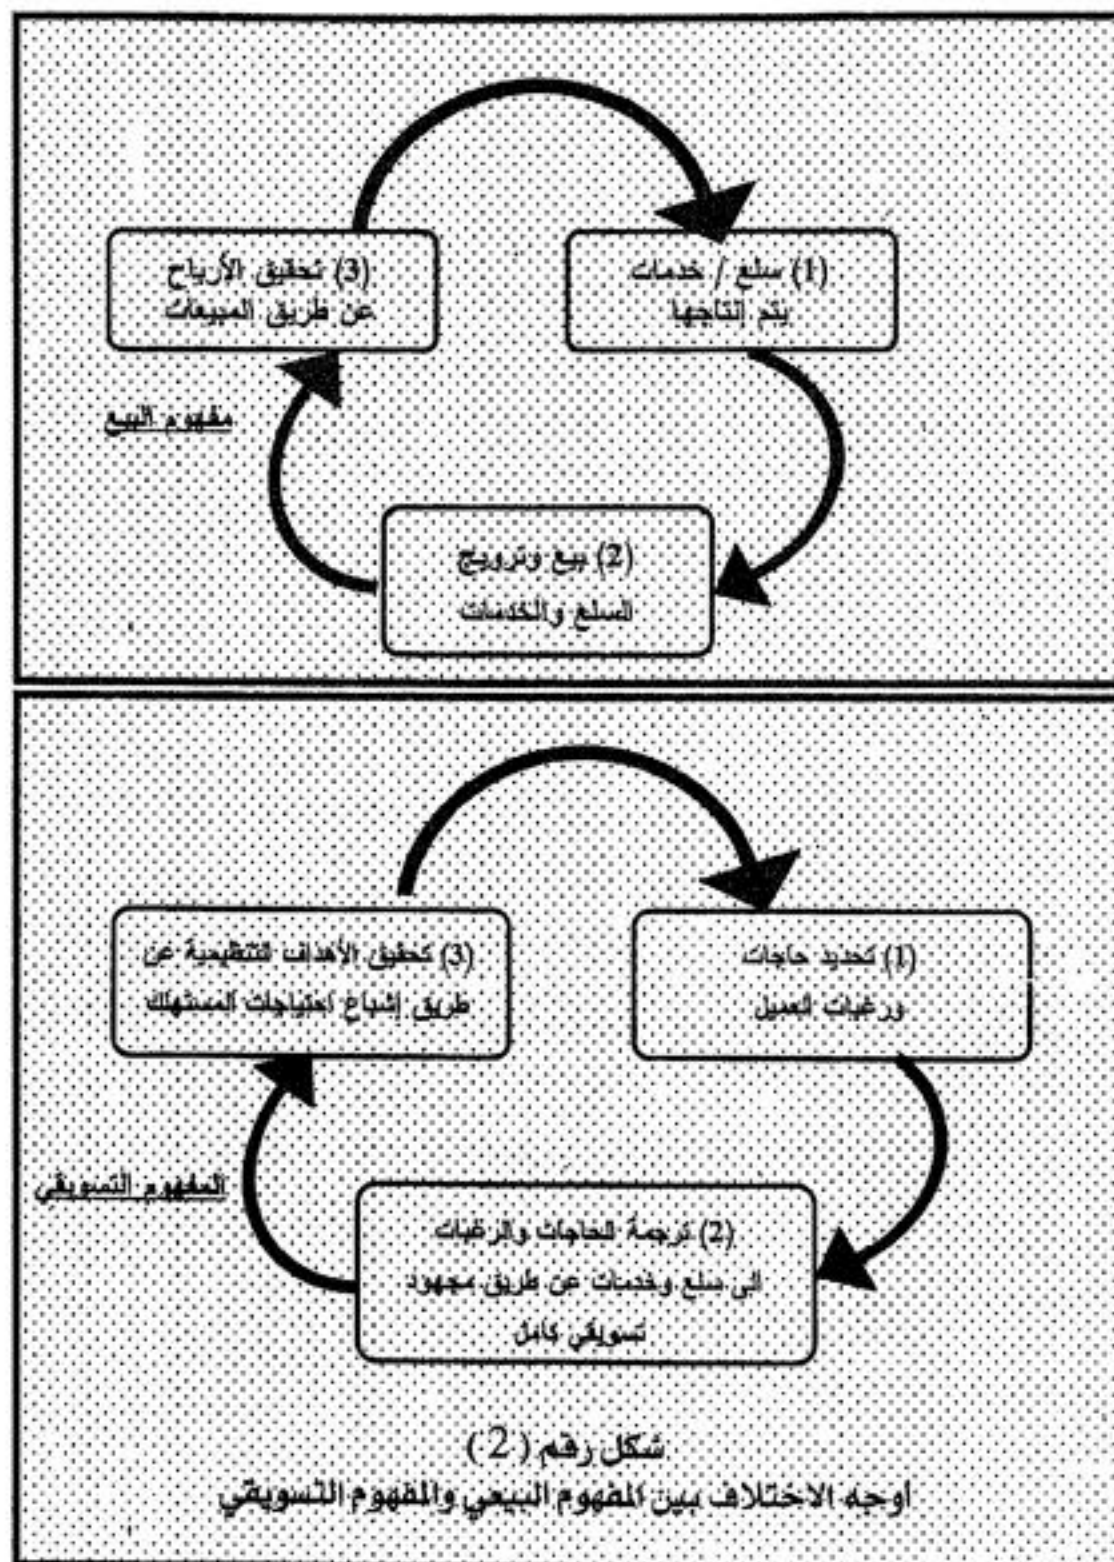 (1) سلع / خدمات
يتم إنتاجها
(2) بيع وترويج
السلع والخدمات
(3) تحقيق الأرباح
عن طريق المبيعات
مفهوم البيع
(1) تحديد حاجات
ورغبات العميل
(2) ترجمة الحاجات والرغبات
الى سلع وخدمات عن طريق مجهود
تسويقي كامل
(3) تحقيق الأهداف التنظيمية عن
طريق إشباع احتياجات المستهلك
المفهوم التسويقي
شكل رقم ( 2 )
أوجه الاختلاف بين المفهوم البيعي والمفهوم التسويقي